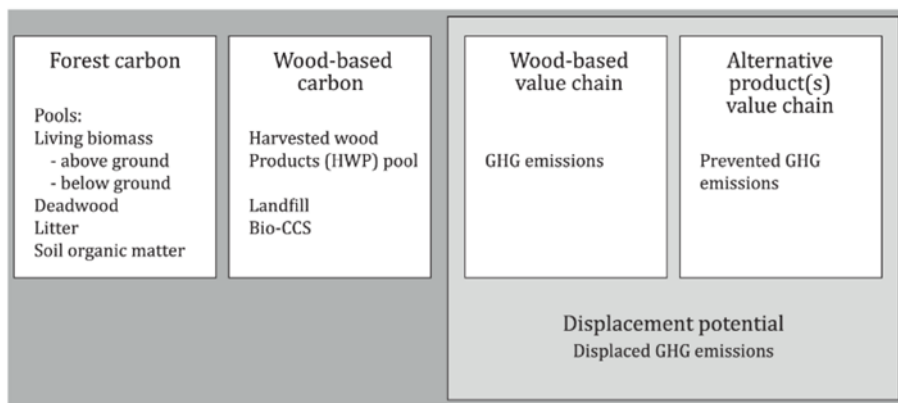 Forest carbon
Pools:
Living biomass
- above ground
- below ground
Deadwood
Litter
Soil organic matter
Wood-based
carbon
Harvested wood
Products (HWP) pool
Landfill
Bio-CCS
Wood-based
value chain
GHG emissions
Alternative
product(s)
value chain
Prevented GHG
emissions
Displacement potential
Displaced GHG emissions